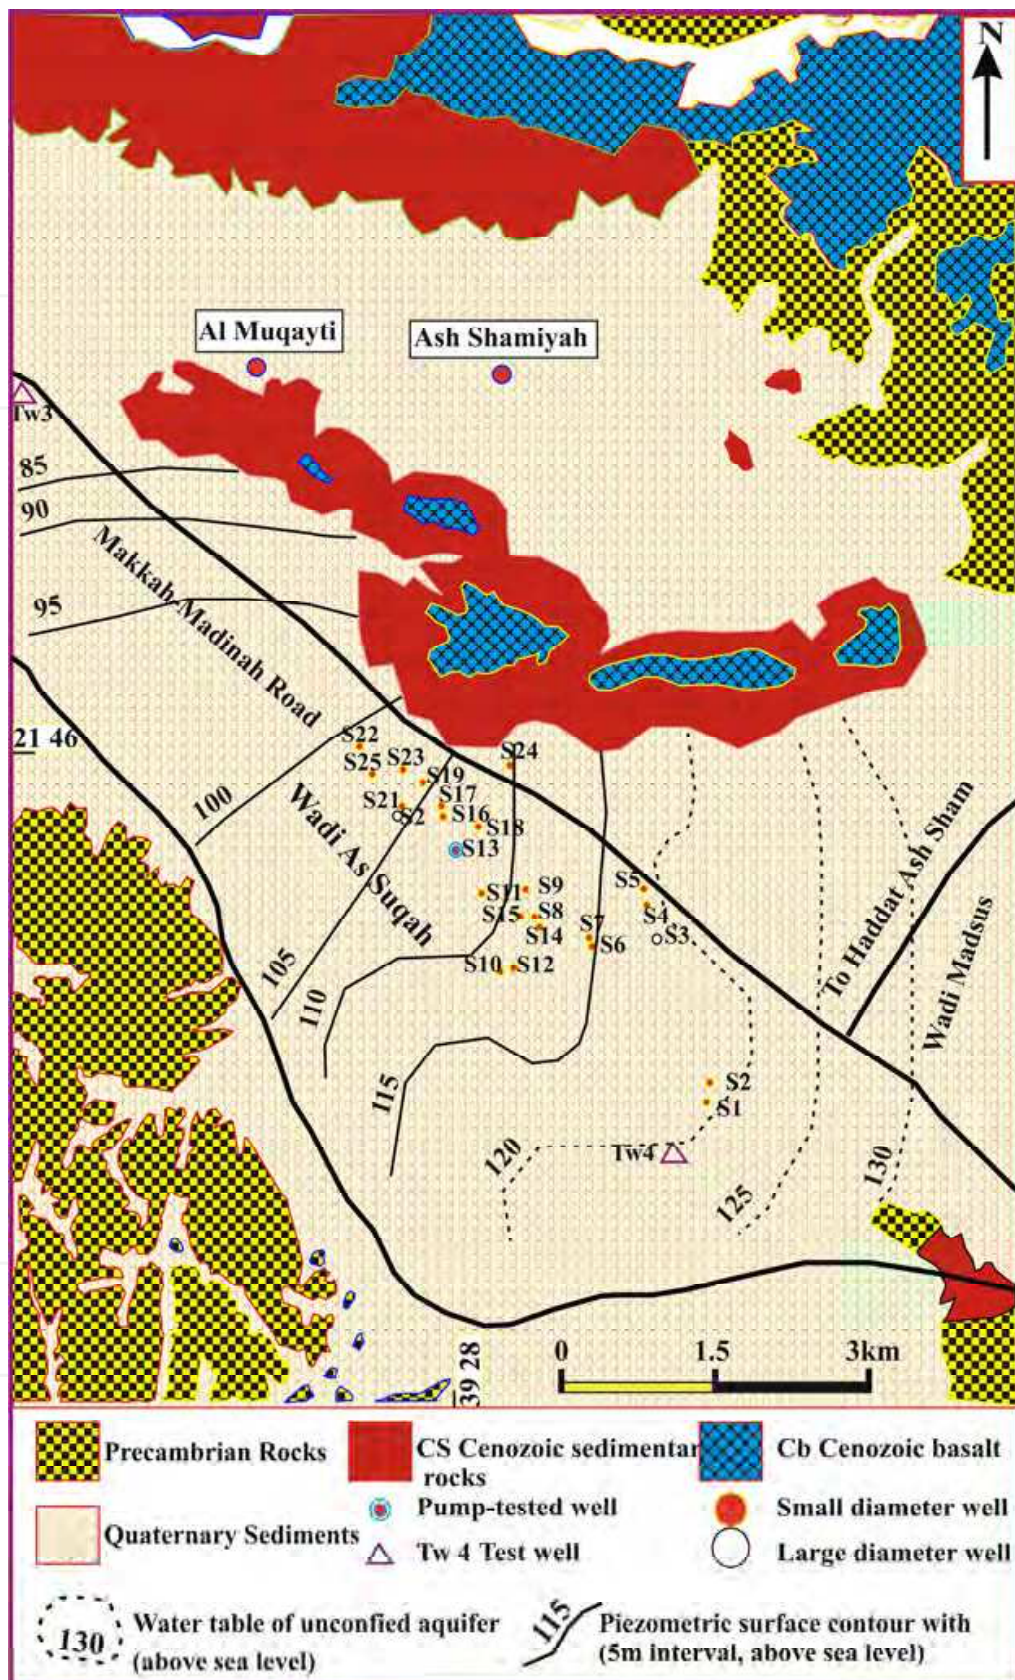 N
Al Muqayti
Ash Shamiyah
Tw3
85
90
Makkah-Madinah Road
95
21 46
S22
S24
S25
S23
S19
S17
100
S21
S2
S16
S18
Wadi As Suqah
S13
To Haddat Ash Sham
S5
S11
S9
S4
S15
S8
S7
S3
S14
S6
Wadi Madsus
105
S10
S12
110
115
S2
S1
120
Tw4
130
125
39 28
0
1.5
3km
Precambrian Rocks
CS Cenozoic sedimentar
rocks
Cb Cenozoic basalt
Pump-tested well
Small diameter well
Quaternary Sediments
Tw 4 Test well
Large diameter well
130
Water table of unconfied aquifer
(above sea level)
115
Piezometric surface contour with
(5m interval, above sea level)